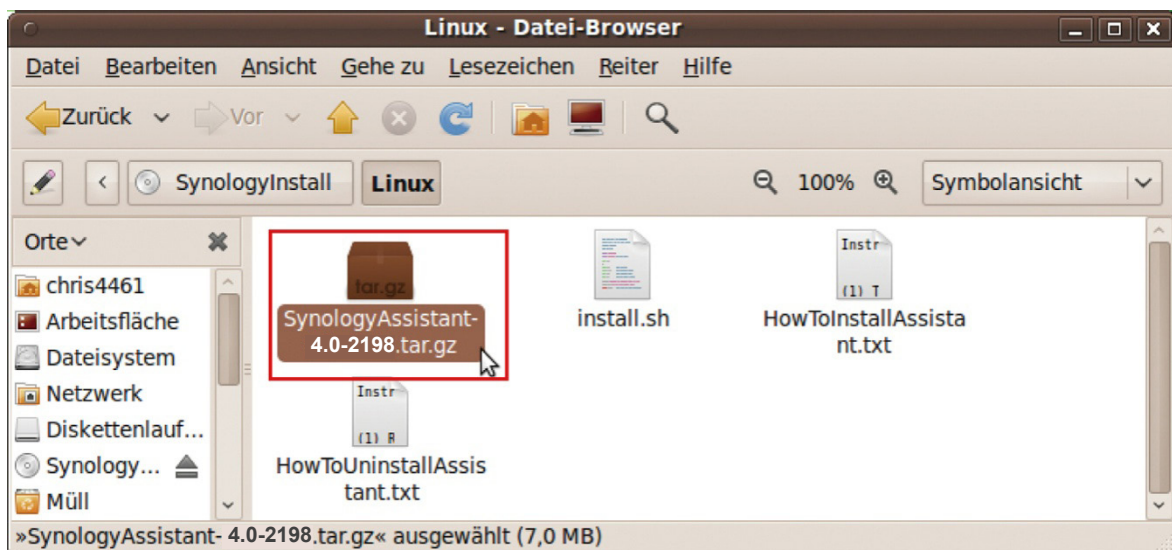 Linux - Datei-Browser
Datei Bearbeiten Ansicht Gehe zu Lesezeichen Reiter Hilfe
Zurück Vor
SynologyInstall Linux 100% Symbolansicht
Orte
chris4461
Arbeitsfläche
Dateisystem
Netzwerk
Diskettenlauf...
Synology...
Müll
tar.gz
SynologyAssistant-
4.0-2198.tar.gz
install.sh
Instr
(1) T
HowToInstallAssista
nt.txt
Instr
(1) R
HowToUninstallAssis
tant.txt
»SynologyAssistant- 4.0-2198.tar.gz« ausgewählt (7,0 MB)